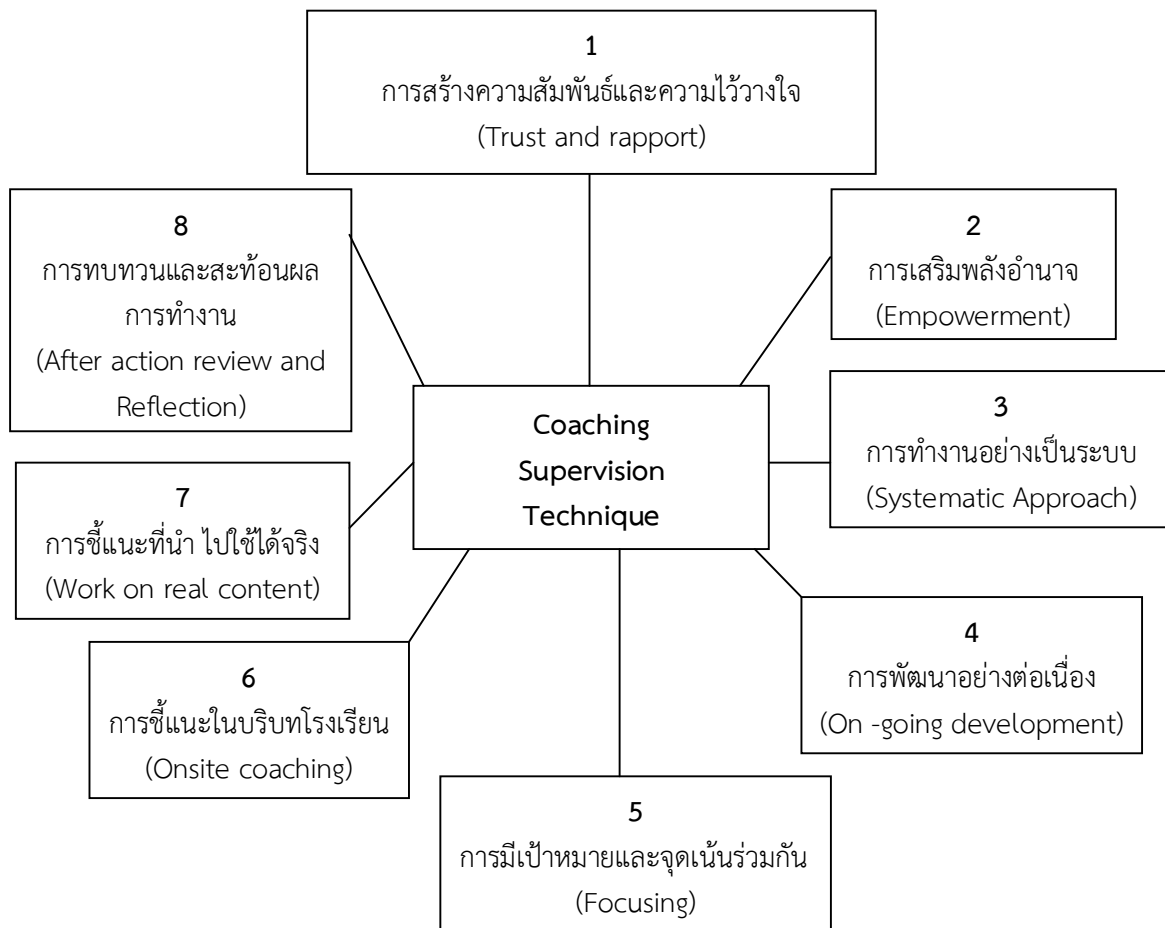 1
การสร้างความสัมพันธ์และความไว้วางใจ
(Trust and rapport)
2
การเสริมพลังอำนาจ
(Empowerment)
3
การทำงานอย่างเป็นระบบ
(Systematic Approach)
4
การพัฒนาอย่างต่อเนื่อง
(On -going development)
5
การมีเป้าหมายและจุดเน้นร่วมกัน
(Focusing)
6
การชี้แนะในบริบทโรงเรียน
(Onsite coaching)
7
การชี้แนะที่นำ ไปใช้ได้จริง
(Work on real content)
8
การทบทวนและสะท้อนผล
การทำงาน
(After action review and
Reflection)
Coaching
Supervision
Technique